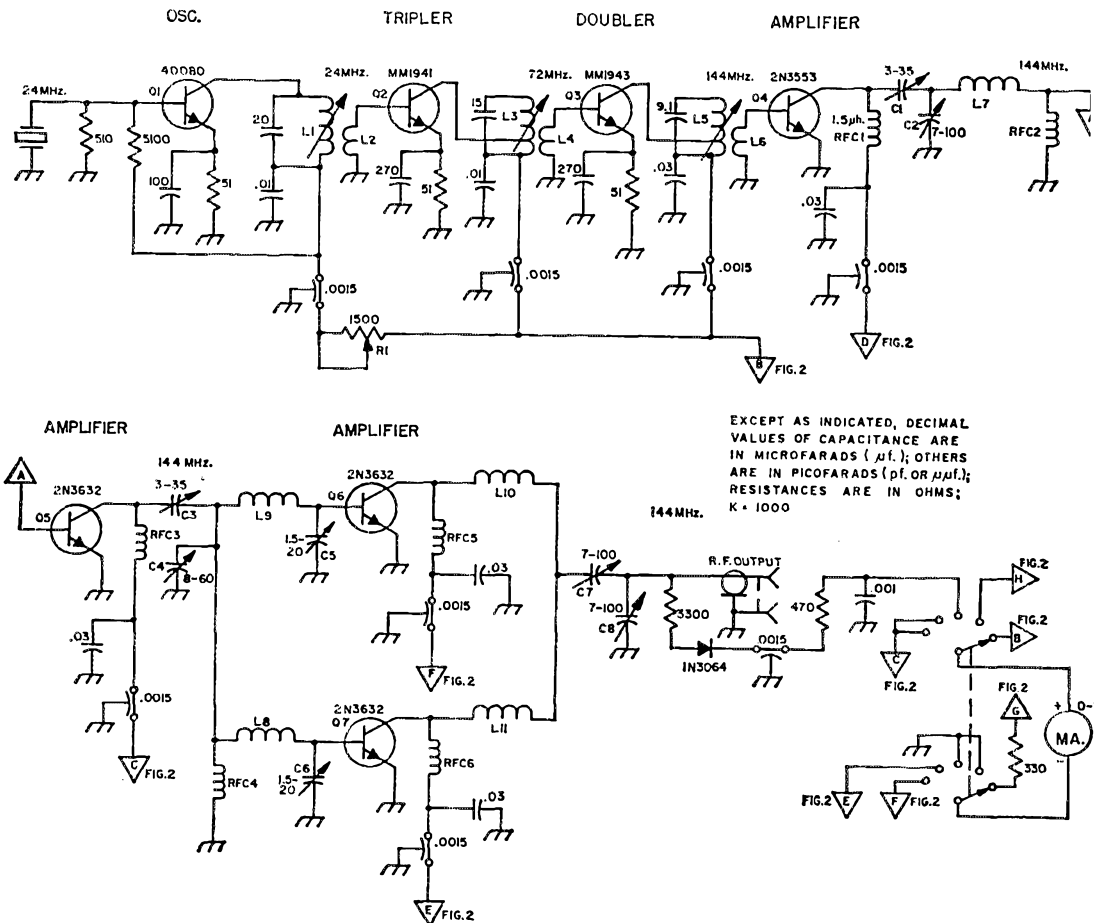 OSC.
TRIPLER
DOUBLER
AMPLIFIER
40080
Q1
24MHz.
510
5100
100
51
20
.01
L1
24MHz.
MM1941
Q2
L2
270
51
15
.01
L3
.0015
72MHz.
MM1943
Q3
L4
270
51
9.1
.03
L5
.0015
144MHz.
2N3553
Q4
L6
1.5μh.
RFC1
3-35
C1
C2
7-100
L7
144MHz.
RFC2
.03
.0015
D
FIG.2
.0015
1500
R1
B
FIG.2
AMPLIFIER
AMPLIFIER
A
2N3632
Q5
144MHz.
3-35
C3
RFC3
C4
8-60
.03
.0015
C
FIG.2
L9
2N3632
Q6
1.5-
20
C5
L10
RFC5
.03
.0015
F
FIG.2
L8
RFC4
C6
1.5-
20
2N3632
Q7
L11
RFC6
.03
.0015
E
FIG.2
EXCEPT AS INDICATED, DECIMAL
VALUES OF CAPACITANCE ARE
IN MICROFARADS ( μf.); OTHERS
ARE IN PICOFARADS (pf. OR μμf.);
RESISTANCES ARE IN OHMS;
K = 1000
144MHz.
7-100
C7
7-100
C8
R.F. OUTPUT
3300
1N3064
.0015
470
.001
FIG.2
H
FIG.2
B
C
FIG.2
FIG.2
G
330
+
0-
MA.
-
FIG.2
E
F
FIG.2